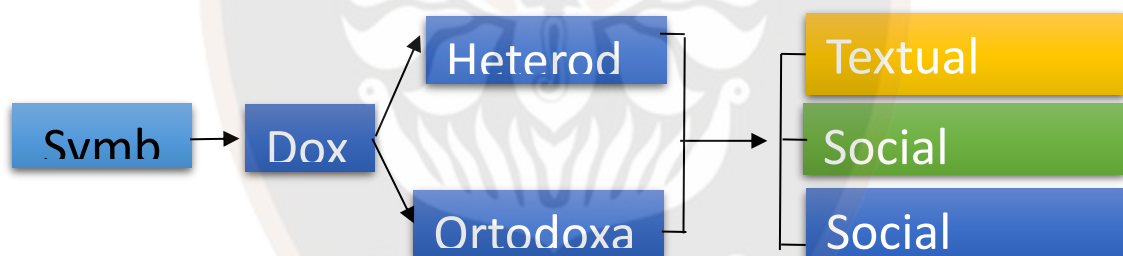 Symb
Dox
Heterod
Ortodoxa
Textual
Social
Social